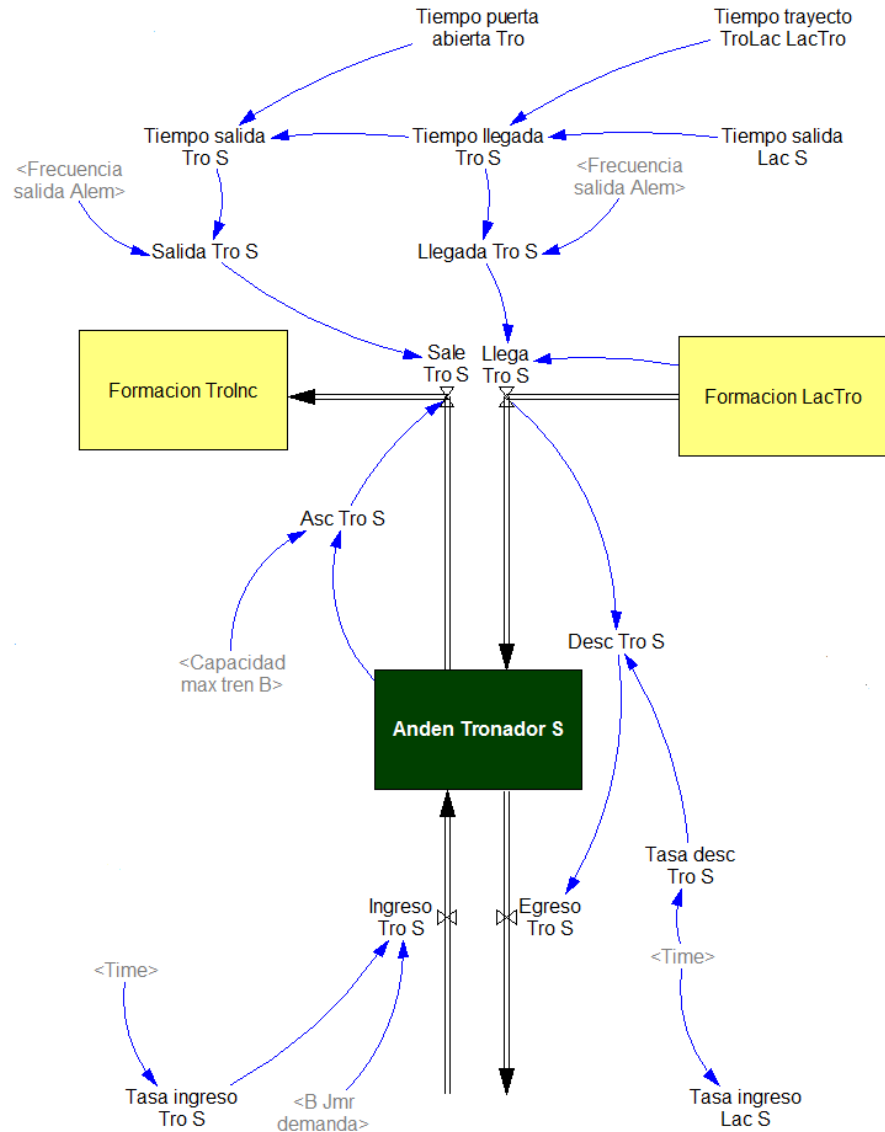 Tiempo puerta
abierta Tro
Tiempo trayecto
TroLac LacTro
Tiempo salida
Tro S
Tiempo llegada
Tro S
Tiempo salida
Lac S
<Frecuencia
salida Alem>
<Frecuencia
salida Alem>
Salida Tro S
Llegada Tro S
Sale
Tro S
Llega
Tro S
Formacion TroInc
Formacion LacTro
Asc Tro S
<Capacidad
max tren B>
Desc Tro S
Anden Tronador S
Tasa desc
Tro S
Ingreso
Tro S
Egreso
Tro S
<Time>
<Time>
Tasa ingreso
Tro S
<B Jmr
demanda>
Tasa ingreso
Lac S